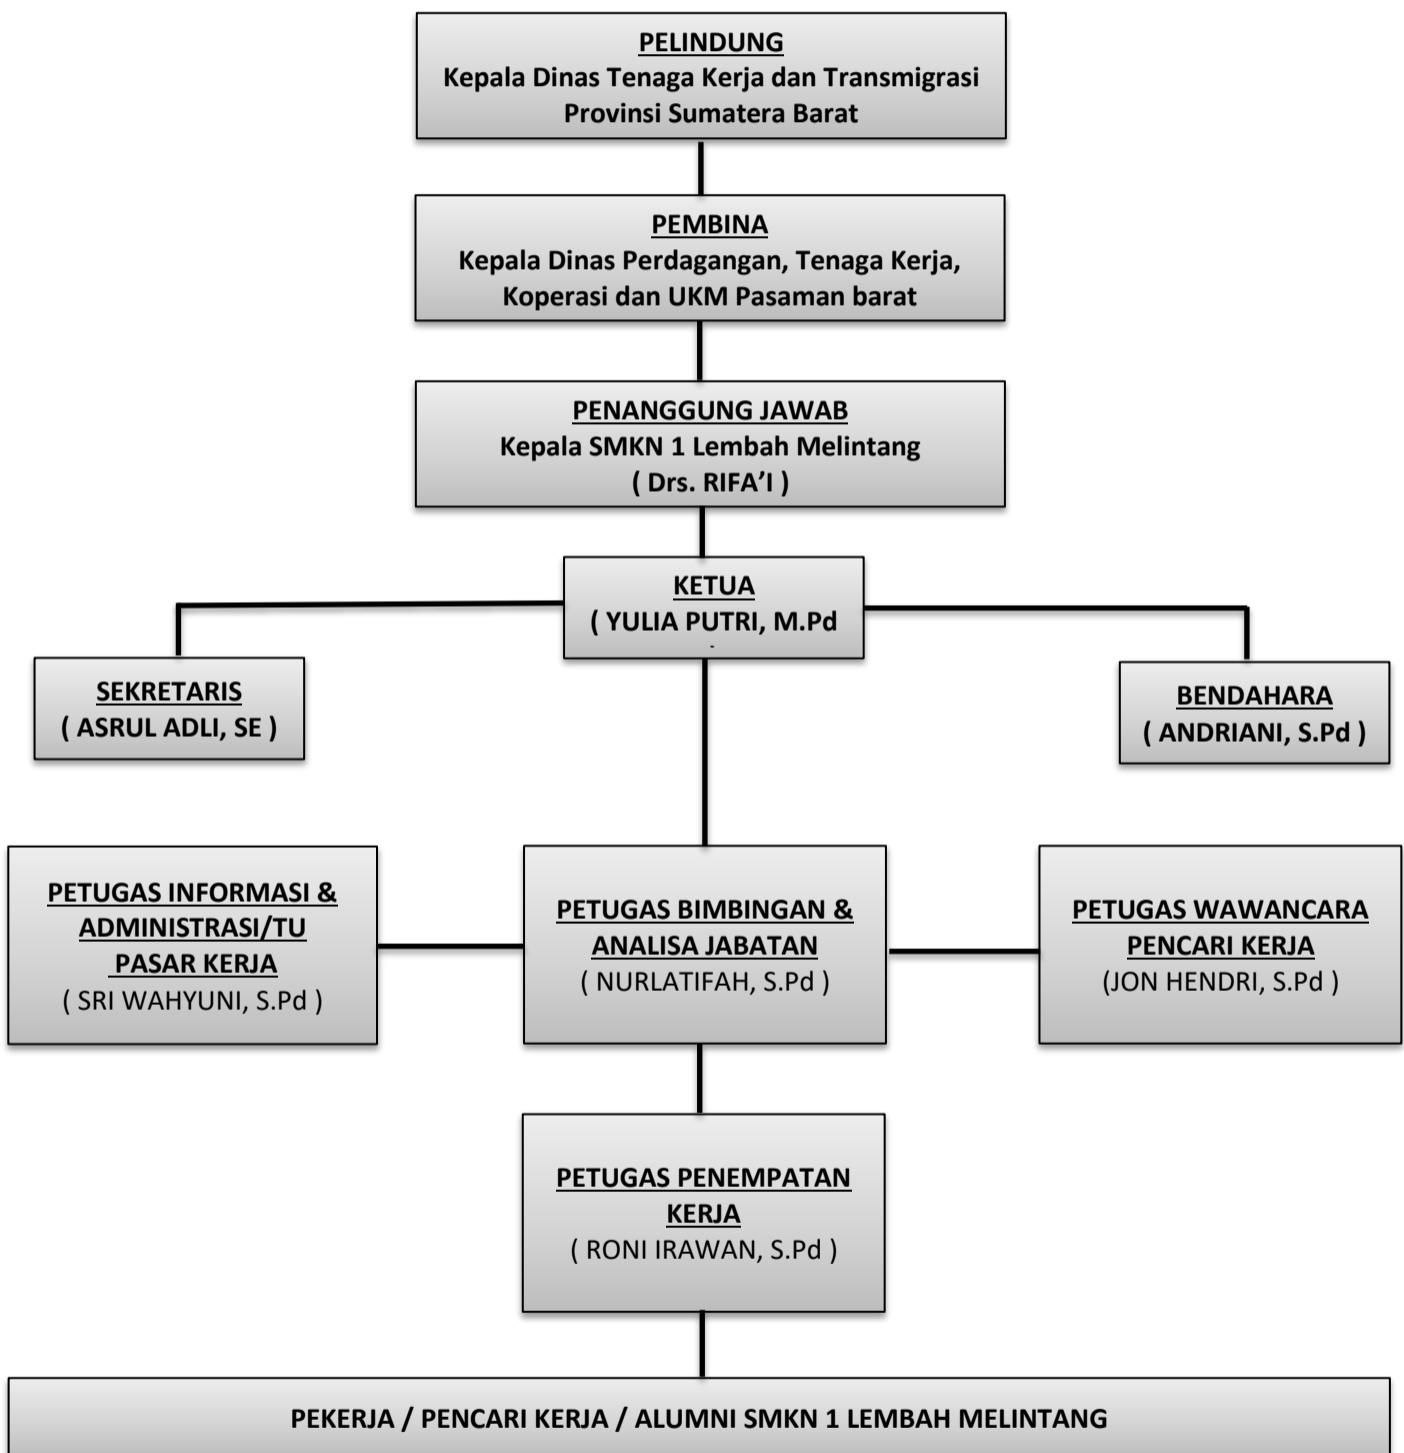 PELINDUNG
Kepala Dinas Tenaga Kerja dan Transmigrasi
Provinsi Sumatera Barat
PEMBINA
Kepala Dinas Perdagangan, Tenaga Kerja,
Koperasi dan UKM Pasaman barat
PENANGGUNG JAWAB
Kepala SMKN 1 Lembah Melintang
( Drs. RIFA’I )
KETUA
( YULIA PUTRI, M.Pd
SEKRETARIS
( ASRUL ADLI, SE )
BENDAHARA
( ANDRIANI, S.Pd )
PETUGAS INFORMASI &
ADMINISTRASI/TU
PASAR KERJA
( SRI WAHYUNI, S.Pd )
PETUGAS BIMBINGAN &
ANALISA JABATAN
( NURLATIFAH, S.Pd )
PETUGAS WAWANCARA
PENCARI KERJA
(JON HENDRI, S.Pd )
PETUGAS PENEMPATAN
KERJA
( RONI IRAWAN, S.Pd )
PEKERJA / PENCARI KERJA / ALUMNI SMKN 1 LEMBAH MELINTANG